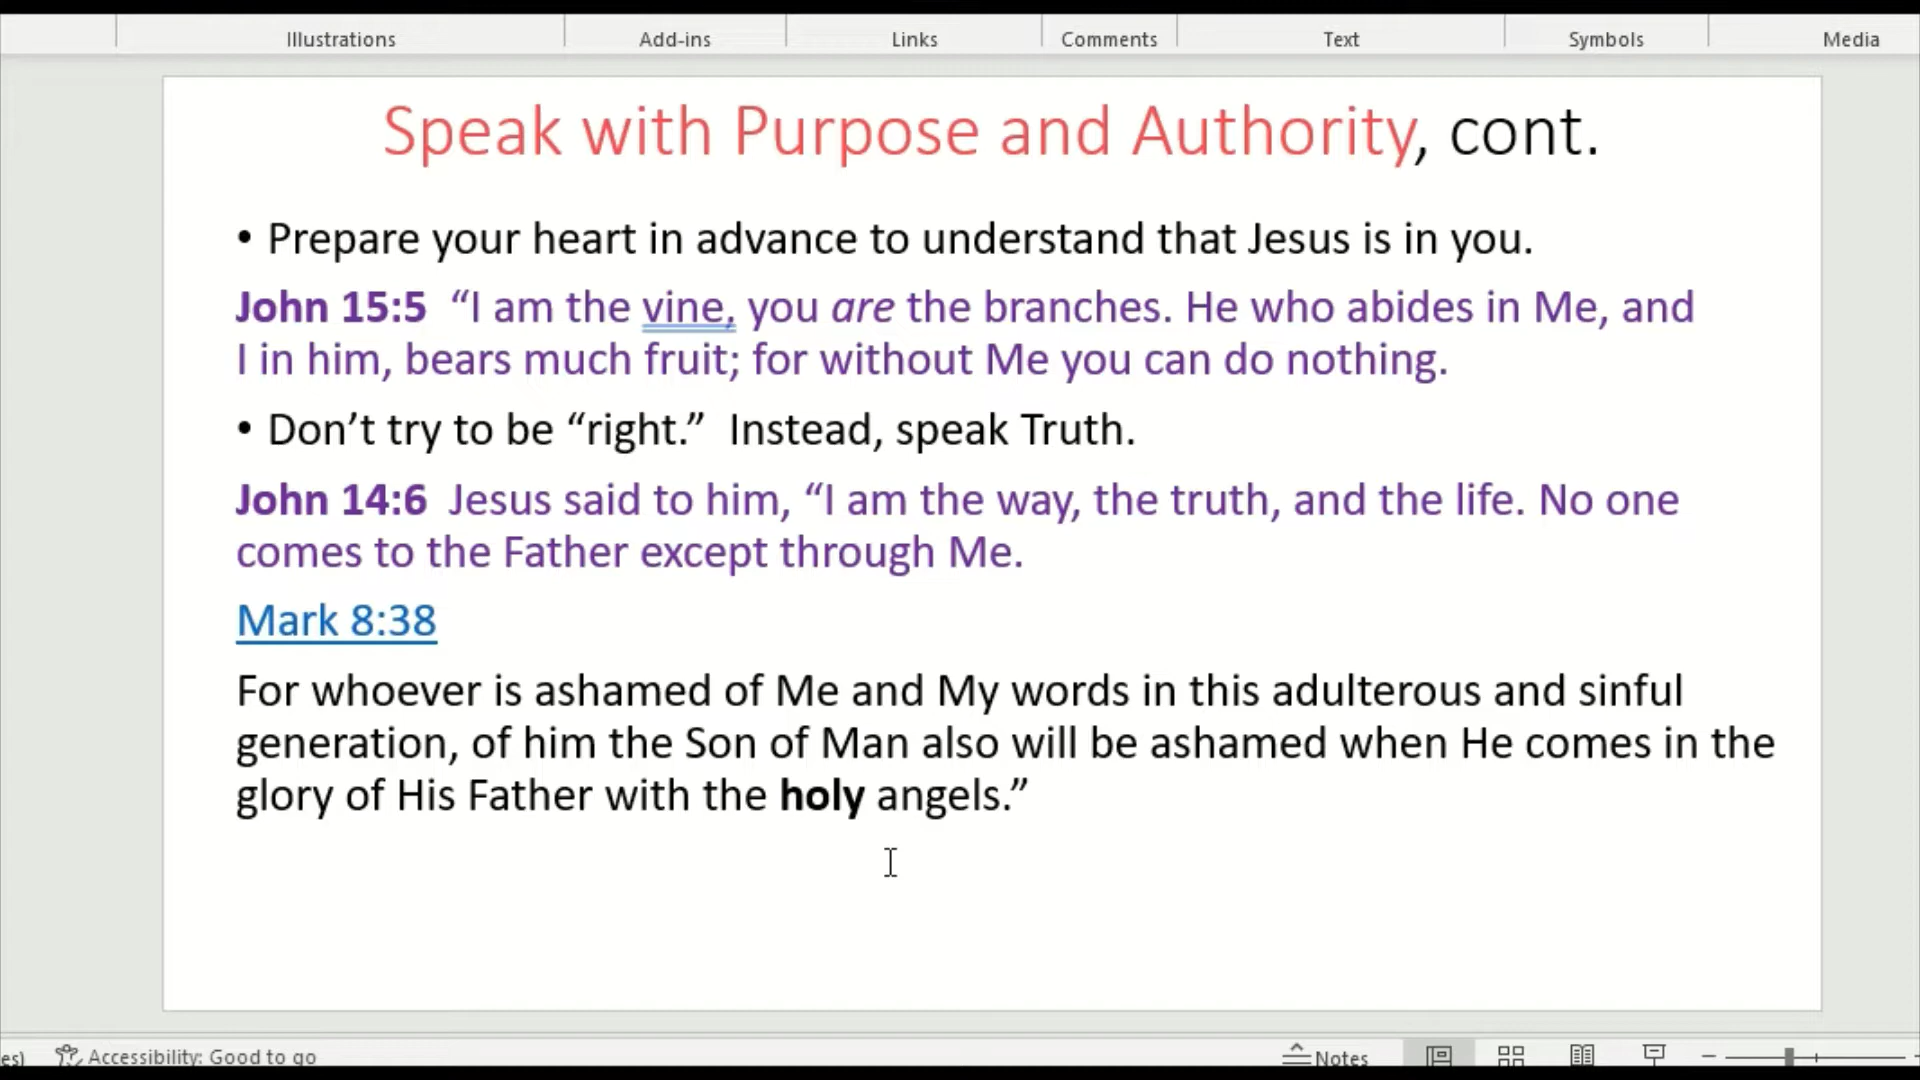 Illustrations Add-ins Links Comments Text Symbols Media
Speak with Purpose and Authority, cont.
• Prepare your heart in advance to understand that Jesus is in you.
John 15:5 “I am the vine, you are the branches. He who abides in Me, and
I in him, bears much fruit; for without Me you can do nothing.
• Don’t try to be “right.” Instead, speak Truth.
John 14:6 Jesus said to him, “I am the way, the truth, and the life. No one
comes to the Father except through Me.
Mark 8:38
For whoever is ashamed of Me and My words in this adulterous and sinful
generation, of him the Son of Man also will be ashamed when He comes in the
glory of His Father with the holy angels.”
es) Accessibility: Good to go Notes